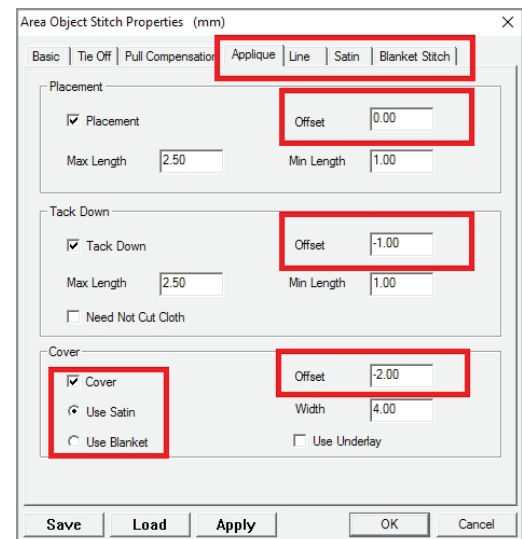 Area Object Stitch Properties (mm)
Basic Tie Off Pull Compensation Applique Line Satin Blanket Stitch
Placement
Placement Offset 0.00
Max Length 2.50 Min Length 1.00
Tack Down
Tack Down Offset -1.00
Max Length 2.50 Min Length 1.00
Need Not Cut Cloth
Cover
Cover Offset -2.00
Use Satin Width 4.00
Use Blanket Use Underlay
Save Load Apply OK Cancel